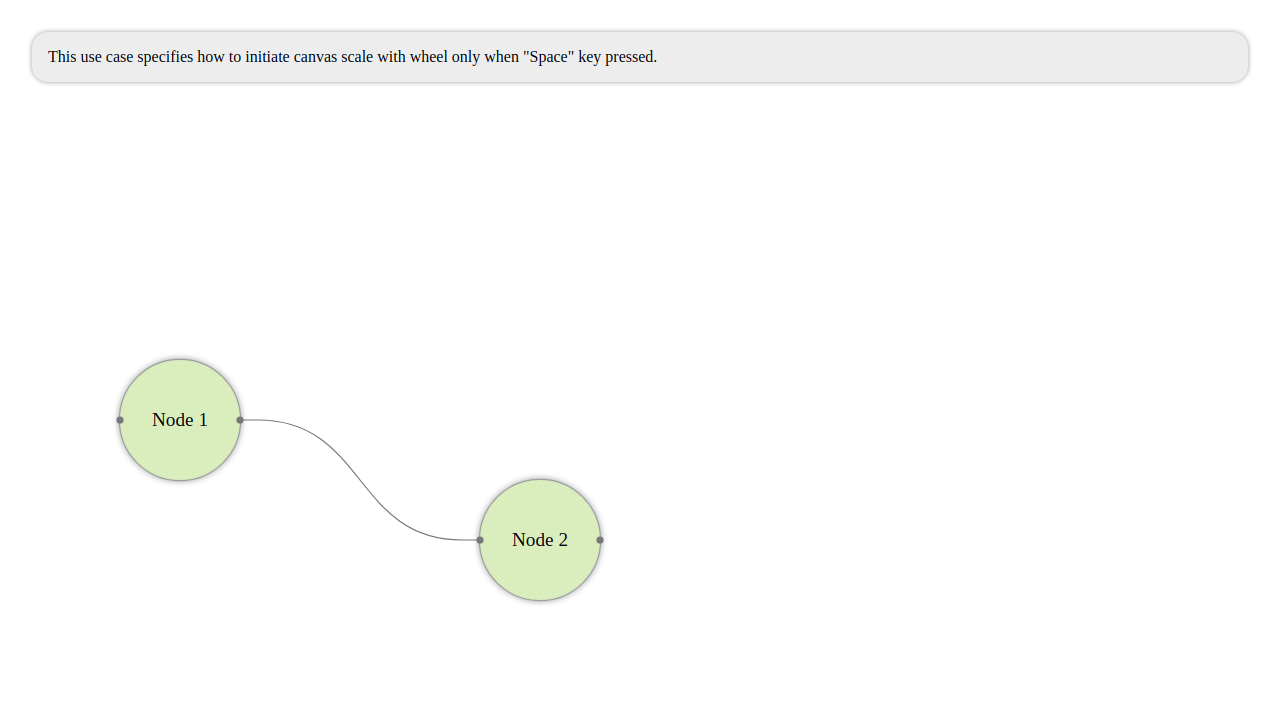 This use case specifies how to initiate canvas scale with wheel only when "Space" key pressed.
Node 1
Node 2